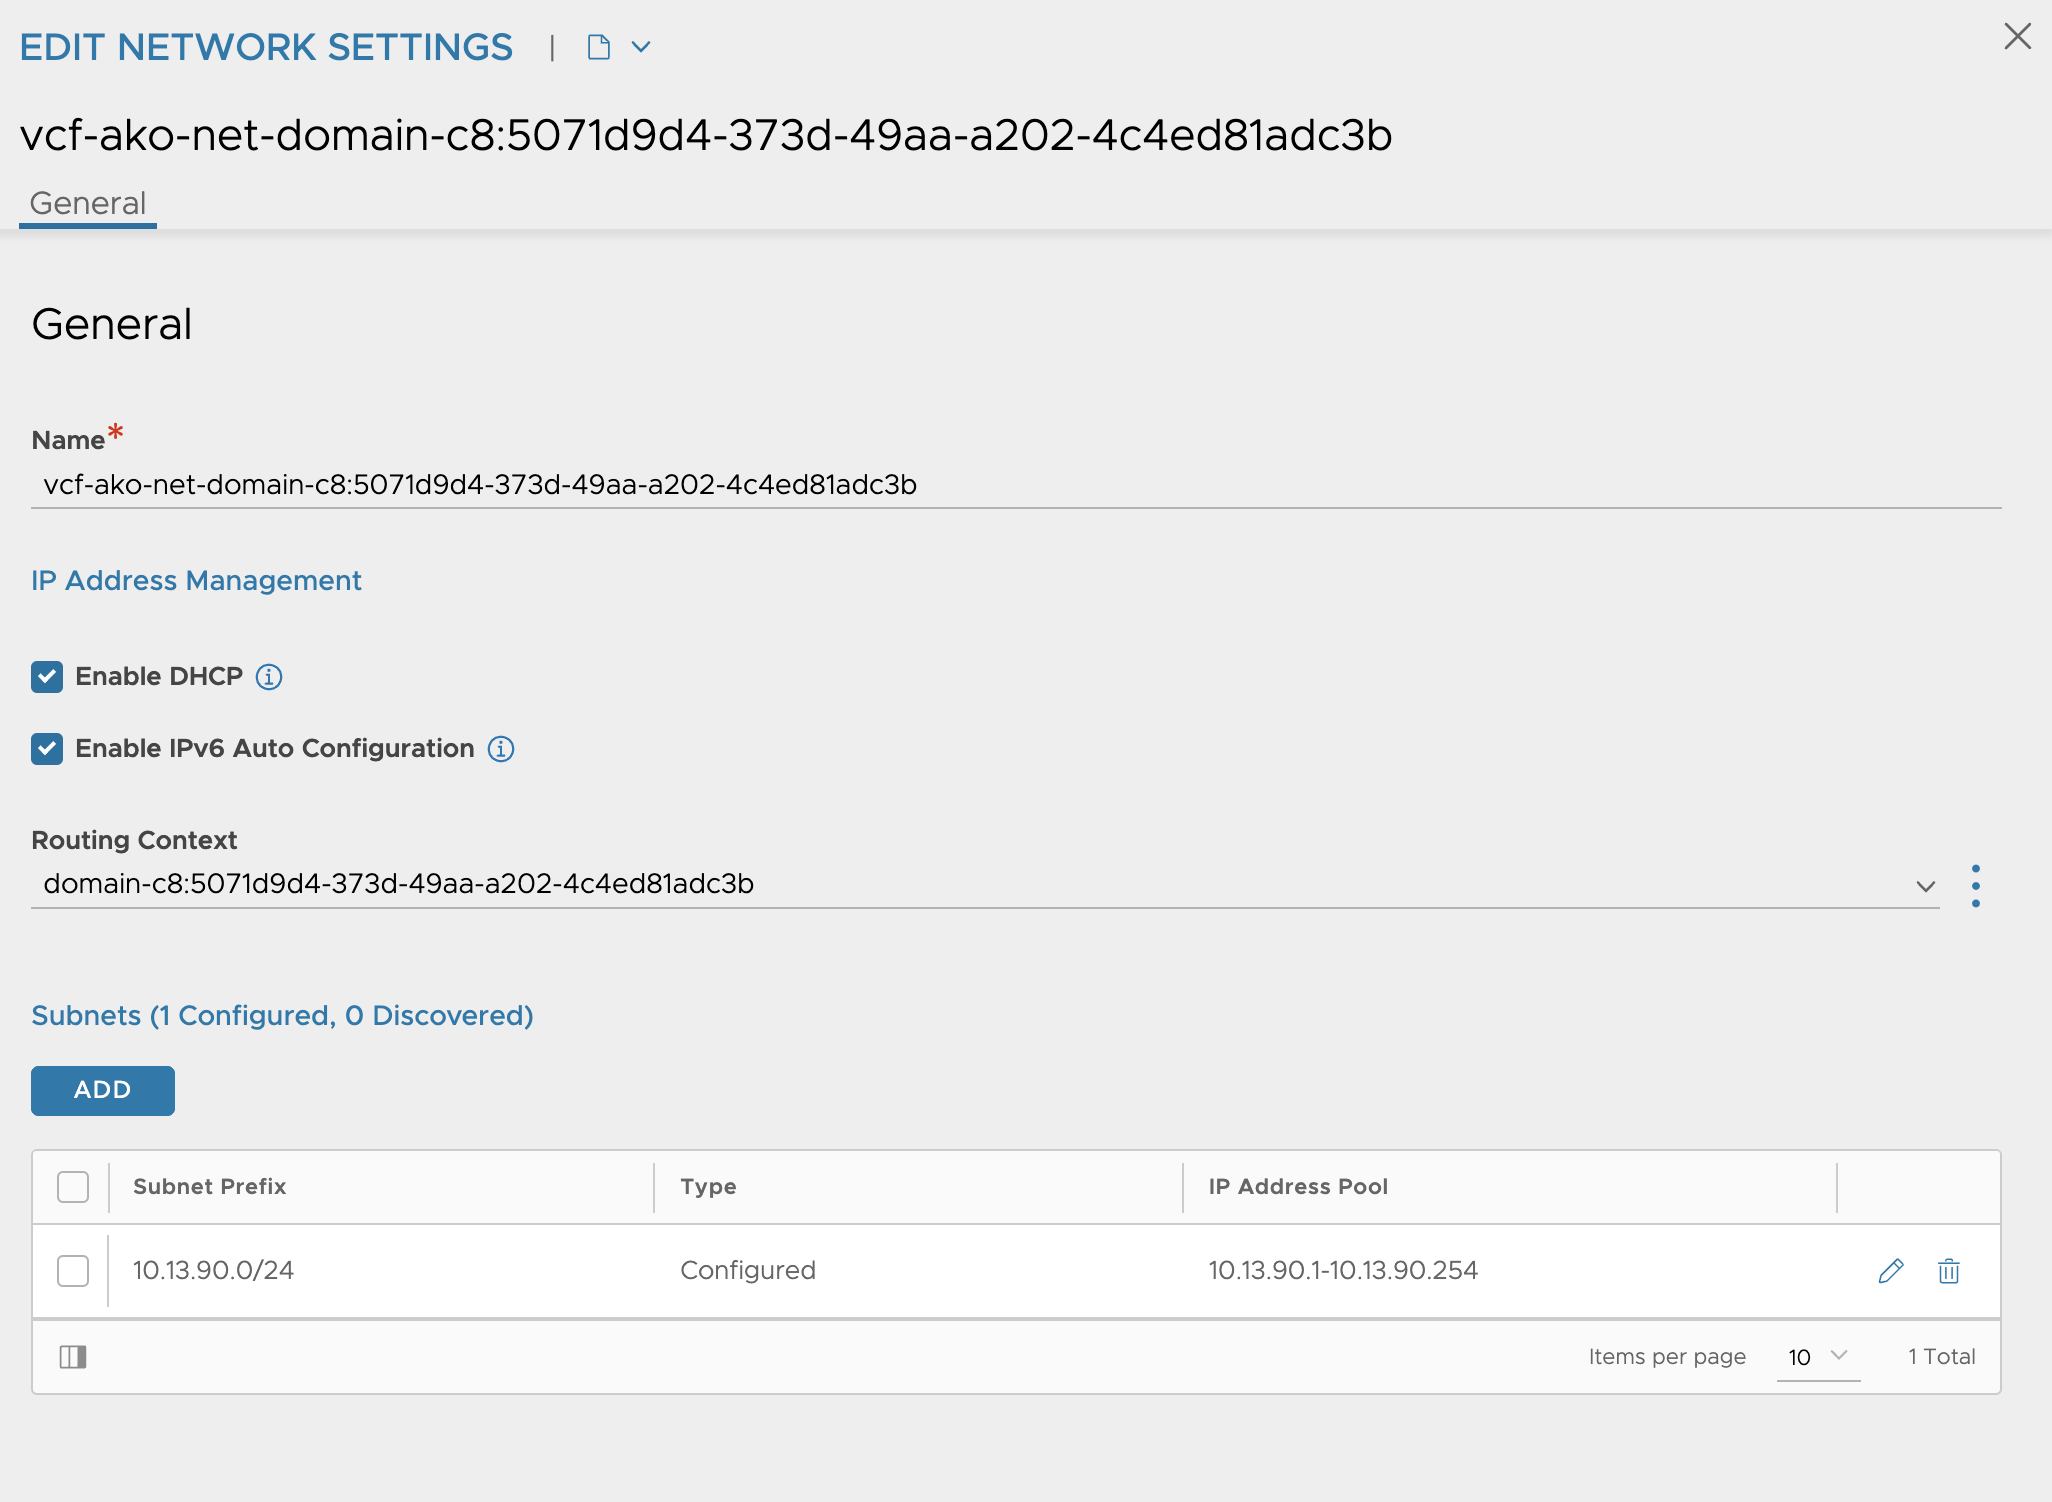 EDIT NETWORK SETTINGS |
vcf-ako-net-domain-c8:5071d9d4-373d-49aa-a202-4c4ed81adc3b
General
General
Name*
vcf-ako-net-domain-c8:5071d9d4-373d-49aa-a202-4c4ed81adc3b
IP Address Management
Enable DHCP
Enable IPv6 Auto Configuration
Routing Context
domain-c8:5071d9d4-373d-49aa-a202-4c4ed81adc3b
Subnets (1 Configured, 0 Discovered)
ADD
Subnet Prefix Type IP Address Pool
10.13.90.0/24 Configured 10.13.90.1-10.13.90.254
Items per page 10 1 Total